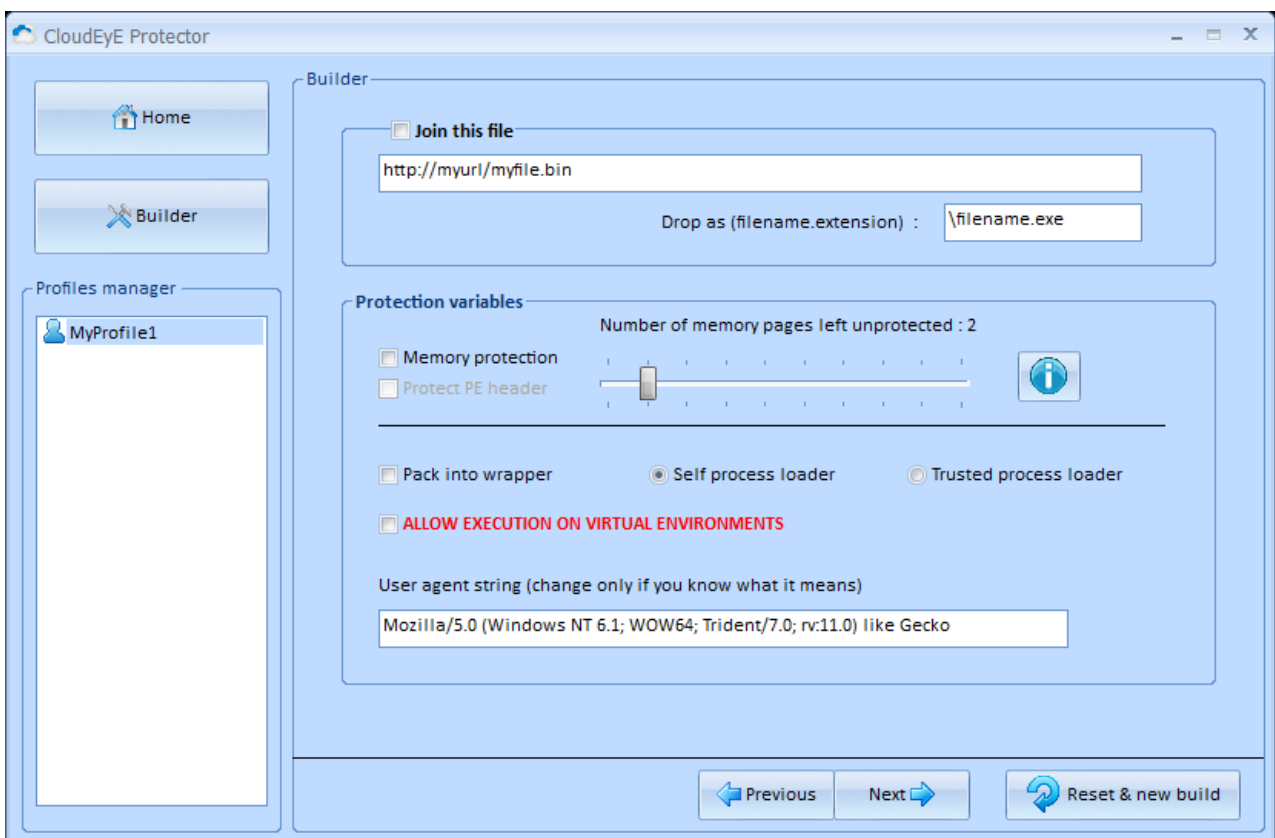 CloudEyE Protector
Home
Builder
Profiles manager
MyProfile1
Builder
Join this file
http://myurl/myfile.bin
Drop as (filename.extension) :
\filename.exe
Protection variables
Number of memory pages left unprotected : 2
Memory protection
Protect PE header
Pack into wrapper
Self process loader
Trusted process loader
ALLOW EXECUTION ON VIRTUAL ENVIRONMENTS
User agent string (change only if you know what it means)
Mozilla/5.0 (Windows NT 6.1; WOW64; Trident/7.0; rv:11.0) like Gecko
Previous
Next
Reset & new build